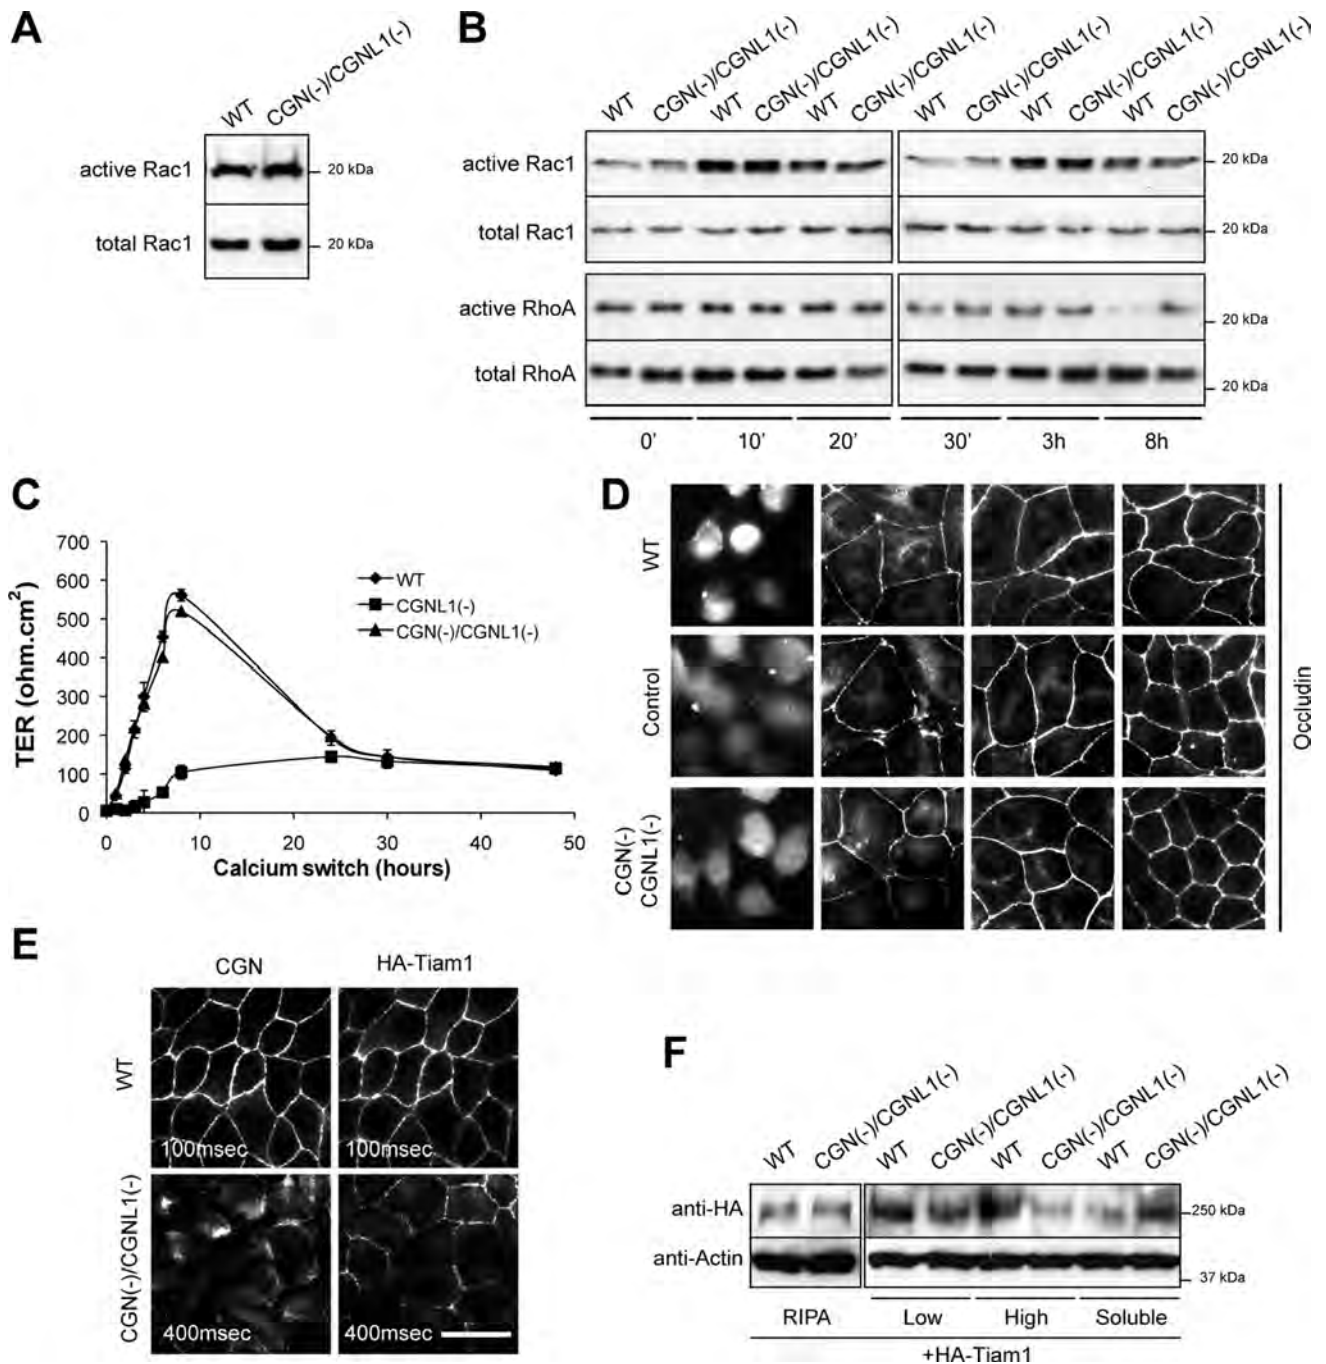 A
WT
CGN(-)/CGNL1(-)
active Rac1
20 kDa
total Rac1
20 kDa
B
WT
CGN(-)/CGNL1(-)
WT
CGN(-)/CGNL1(-)
WT
CGN(-)/CGNL1(-)
WT
CGN(-)/CGNL1(-)
WT
CGN(-)/CGNL1(-)
WT
CGN(-)/CGNL1(-)
active Rac1
20 kDa
total Rac1
20 kDa
active RhoA
20 kDa
total RhoA
20 kDa
0'
10'
20'
30'
3h
8h
C
TER (ohm.cm²)
700
600
500
400
300
200
100
0
0
10
20
30
40
50
Calcium switch (hours)
WT
CGNL1(-)
CGN(-)/CGNL1(-)
D
WT
Control
CGN(-)
CGNL1(-)
Occludin
E
CGN
HA-Tiam1
WT
100msec
100msec
CGN(-)/CGNL1(-)
400msec
400msec
F
WT
CGN(-)/CGNL1(-)
WT
CGN(-)/CGNL1(-)
WT
CGN(-)/CGNL1(-)
WT
CGN(-)/CGNL1(-)
anti-HA
250 kDa
anti-Actin
37 kDa
RIPA
Low
High
Soluble
+HA-Tiam1